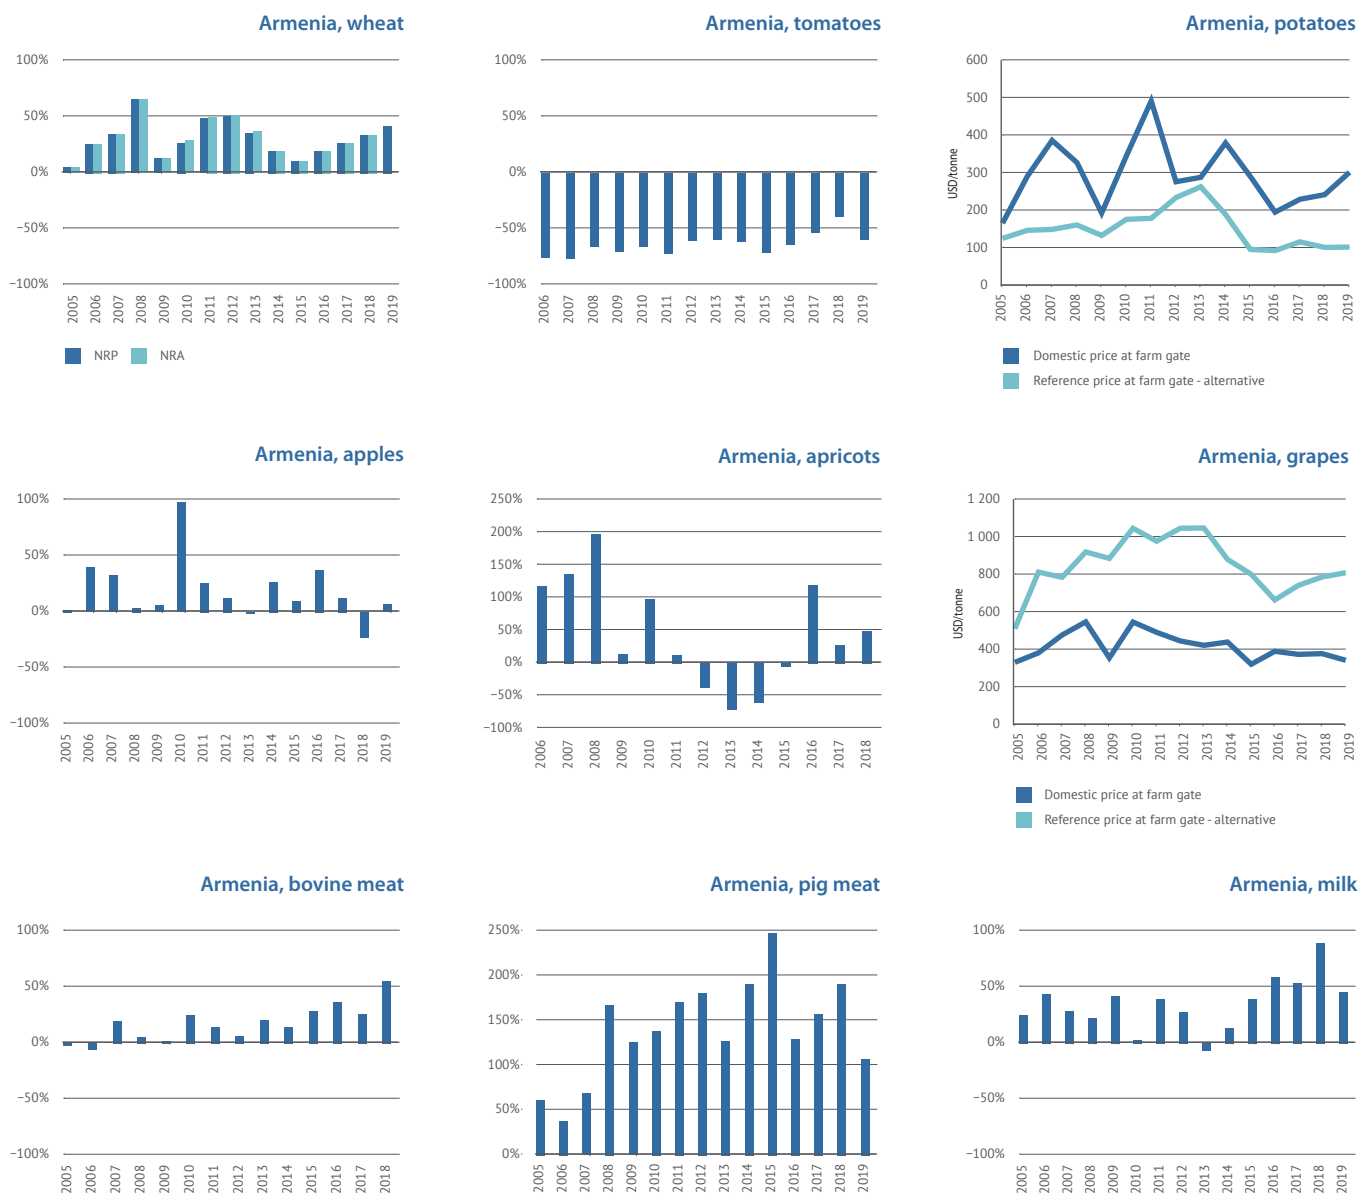 Armenia, wheat
100%
50%
0%
−50%
−100%
2005 2006 2007 2008 2009 2010 2011 2012 2013 2014 2015 2016 2017 2018 2019
NRP NRA
Armenia, tomatoes
100%
50%
0%
−50%
−100%
2006 2007 2008 2009 2010 2011 2012 2013 2014 2015 2016 2017 2018 2019
Armenia, potatoes
USD/tonne
600
500
400
300
200
100
0
2005 2006 2007 2008 2009 2010 2011 2012 2013 2014 2015 2016 2017 2018 2019
Domestic price at farm gate
Reference price at farm gate - alternative
Armenia, apples
100%
50%
0%
−50%
−100%
2005 2006 2007 2008 2009 2010 2011 2012 2013 2014 2015 2016 2017 2018 2019
Armenia, apricots
250%
200%
150%
100%
50%
0%
−50%
−100%
2006 2007 2008 2009 2010 2011 2012 2013 2014 2015 2016 2017 2018
Armenia, grapes
USD/tonne
1 200
1 000
800
600
400
200
0
2005 2006 2007 2008 2009 2010 2011 2012 2013 2014 2015 2016 2017 2018 2019
Domestic price at farm gate
Reference price at farm gate - alternative
Armenia, bovine meat
100%
50%
0%
−50%
−100%
2005 2006 2007 2008 2009 2010 2011 2012 2013 2014 2015 2016 2017 2018
Armenia, pig meat
250%
200%
150%
100%
50%
0%
2005 2006 2007 2008 2009 2010 2011 2012 2013 2014 2015 2016 2017 2018 2019
Armenia, milk
100%
50%
0%
−50%
−100%
2005 2006 2007 2008 2009 2010 2011 2012 2013 2014 2015 2016 2017 2018 2019